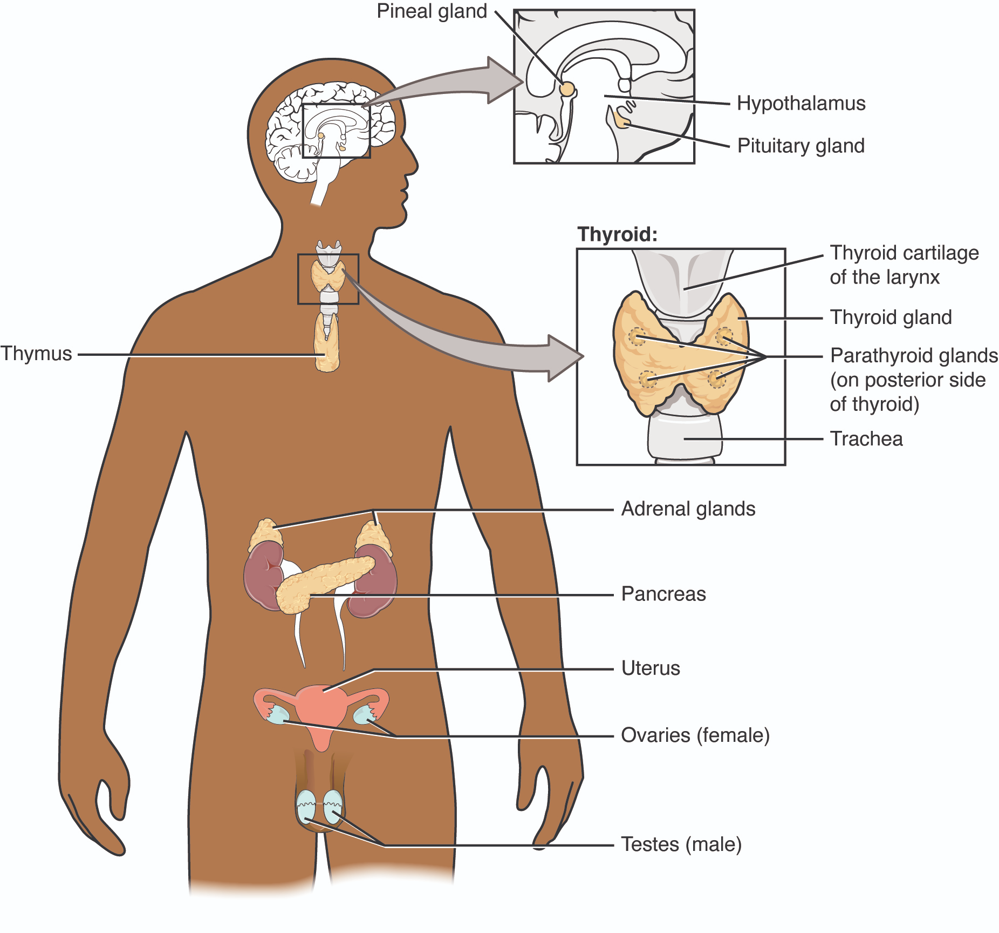 Pineal gland
Hypothalamus
Pituitary gland
Thyroid:
Thyroid cartilage
of the larynx
Thyroid gland
Thymus
Parathyroid glands
(on posterior side
of thyroid)
Trachea
Adrenal glands
Pancreas
Uterus
Ovaries (female)
Testes (male)